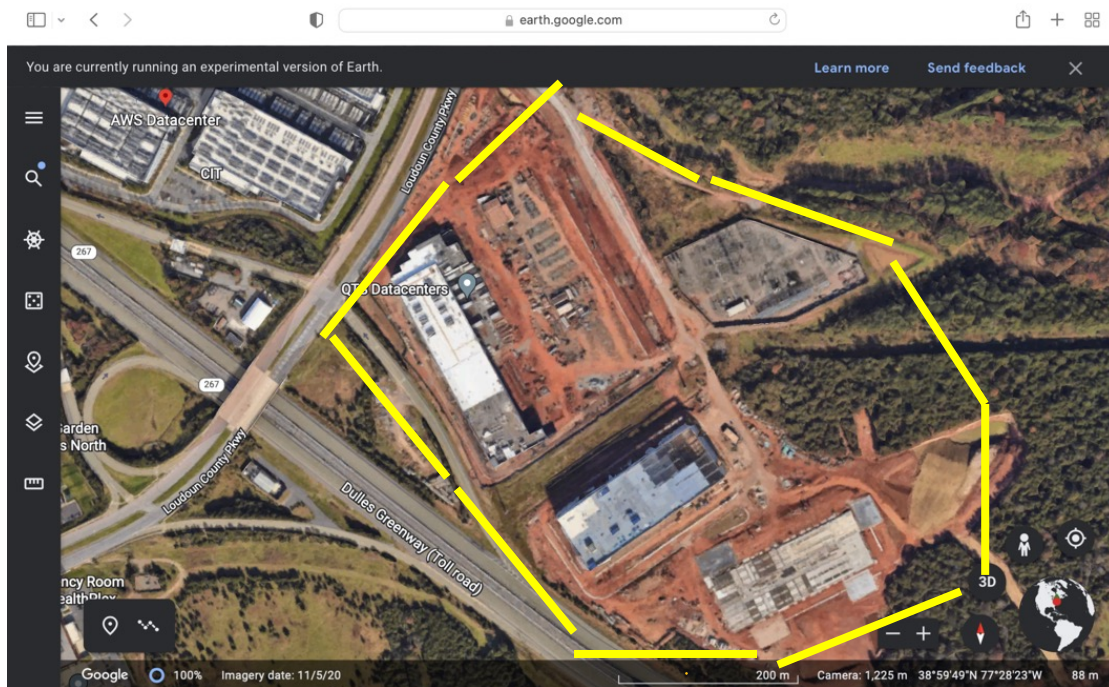 earth.google.com
You are currently running an experimental version of Earth.
Learn more
Send feedback
AWS Datacenter
CIT
Loudoun County Pkwy
267
QTS Datacenters
267
arden
s North
Loudoun County Pkwy
Dulles Greenway (Toll road)
ncy Room
ealthPlex
3D
Google
100%
Imagery date: 11/5/20
200 m
Camera: 1,225 m
38°59'49"N 77°28'23"W
88 m